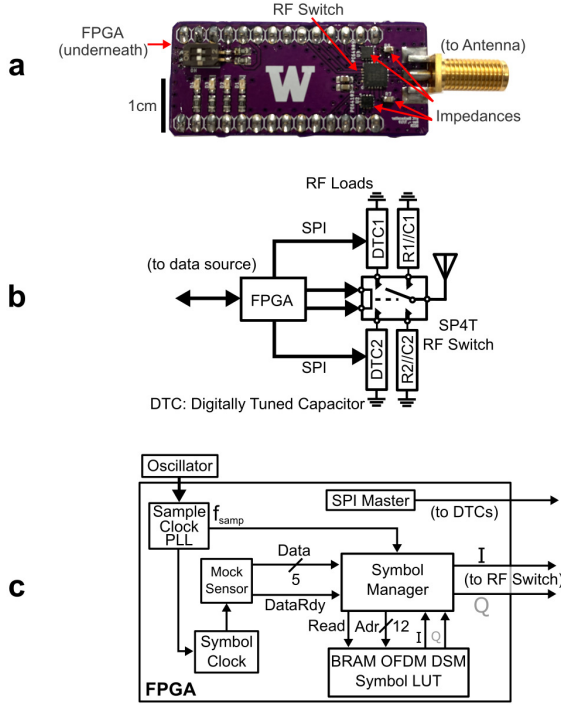 RF Switch
FPGA
(underneath)
(to Antenna)
a
W
1cm
Impedances
RF Loads
SPI
DTC1
R1//C1
(to data source)
b
FPGA
SP4T
RF Switch
SPI
DTC2
R2//C2
DTC: Digitally Tuned Capacitor
Oscillator
SPI Master
(to DTCs)
Sample
Clock
PLL
fsamp
c
Mock
Sensor
Data
5
DataRdy
Symbol
Manager
I
(to RF Switch)
Q
Symbol
Clock
Read
Adr
12
I
Q
BRAM OFDM DSM
Symbol LUT
FPGA